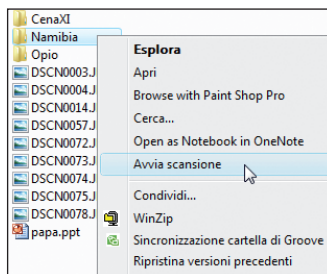 CenaXI
Namibia
Opio
DSCN0003.J
DSCN0004.J
DSCN0014.J
DSCN0057.J
DSCN0072.J
DSCN0073.J
DSCN0074.J
DSCN0075.J
DSCN0078.J
papa.ppt
Esplora
Apri
Browse with Paint Shop Pro
Cerca...
Open as Notebook in OneNote
Avvia scansione
Condividi...
WinZip
Sincronizzazione cartella di Groove
Ripristina versioni precedenti